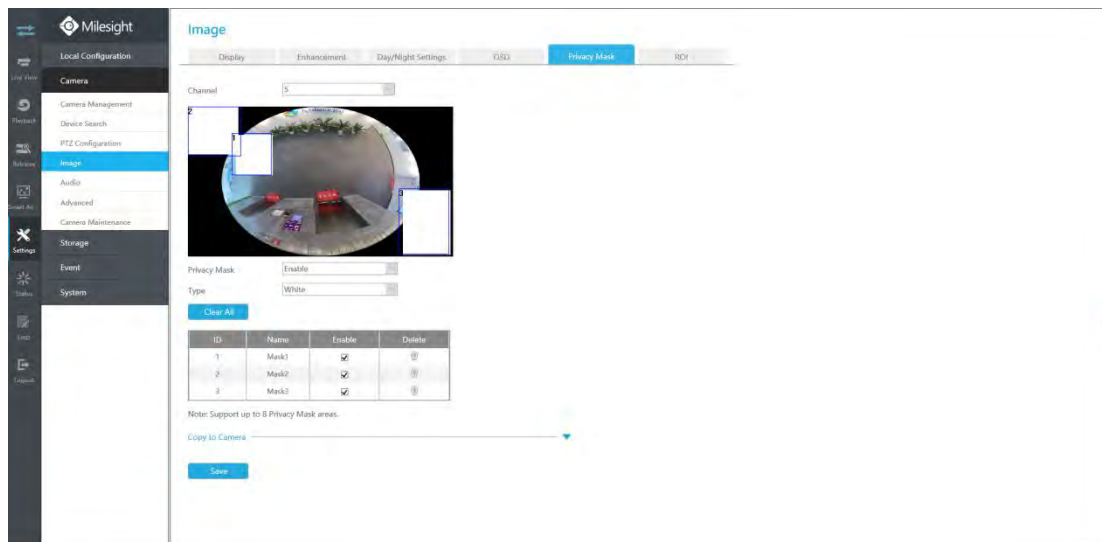 Milesight
Image
Local Configuration
Display Enhancement Day/Night Settings OSD Privacy Mask ROI
Live View
Camera
Channel 5
Camera Management
Playback
Device Search
2
PTZ Configuration
1
Retrieve
Image
Audio
3
Advanced
Camera Maintenance
Settings
Storage
Event
Privacy Mask Enable
Status
System
Type White
Clear All
ID Name Enable Delete
1 Mask1
Logout
2 Mask2
3 Mask3
Note: Support up to 8 Privacy Mask areas.
Copy to Camera
Save